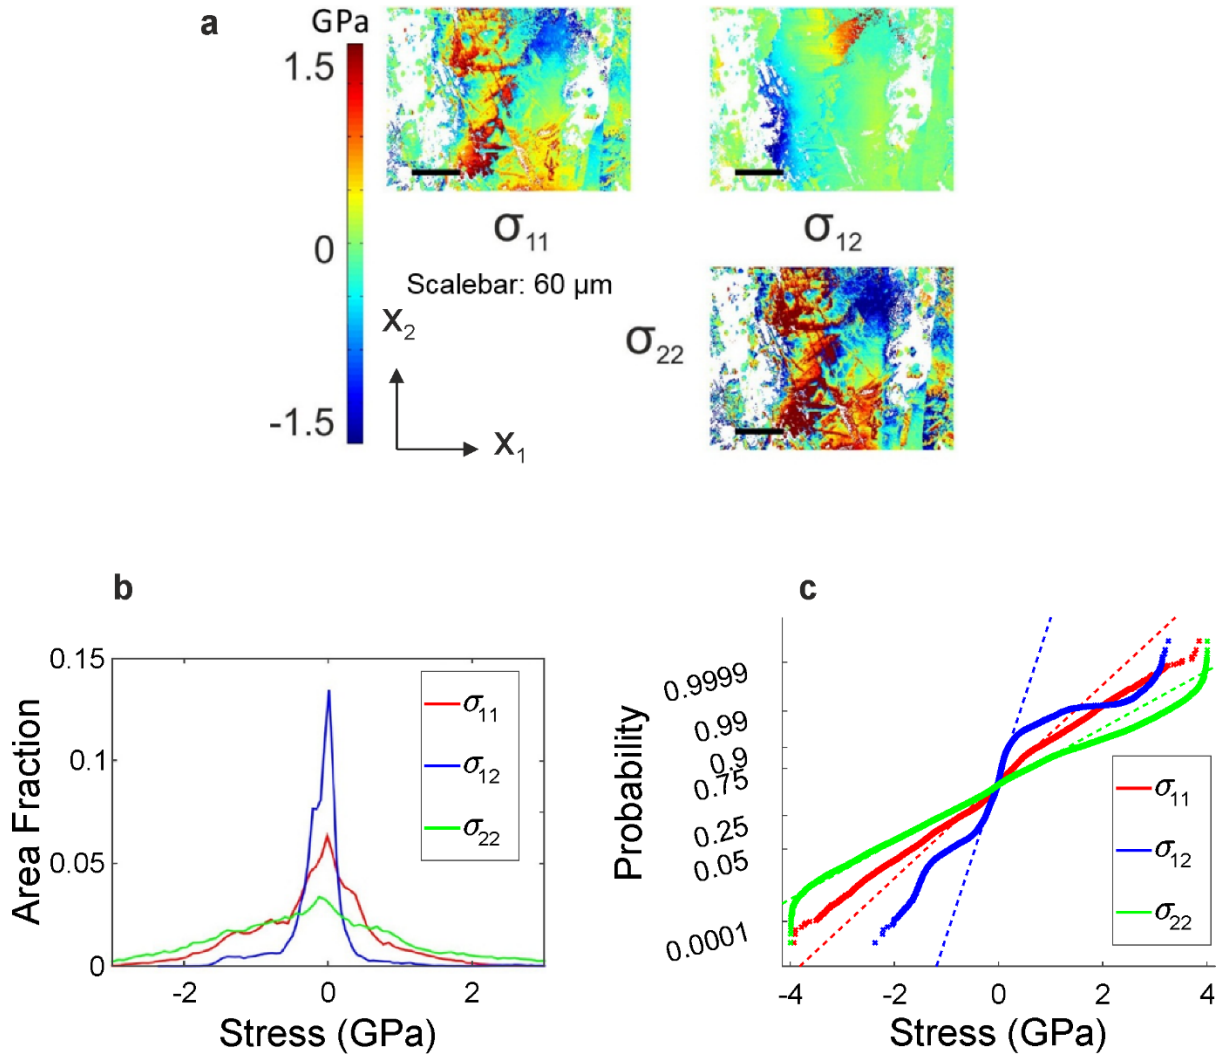 a
GPa
1.5
0
-1.5
σ11
σ12
Scalebar: 60 µm
X2
σ22
X1
b
c
0.15
0.1
0.05
0
Area Fraction
σ11
σ12
σ22
-2
0
2
Stress (GPa)
Probability
0.9999
0.99
0.9
0.75
0.25
0.05
0.0001
σ11
σ12
σ22
-4
-2
0
2
4
Stress (GPa)